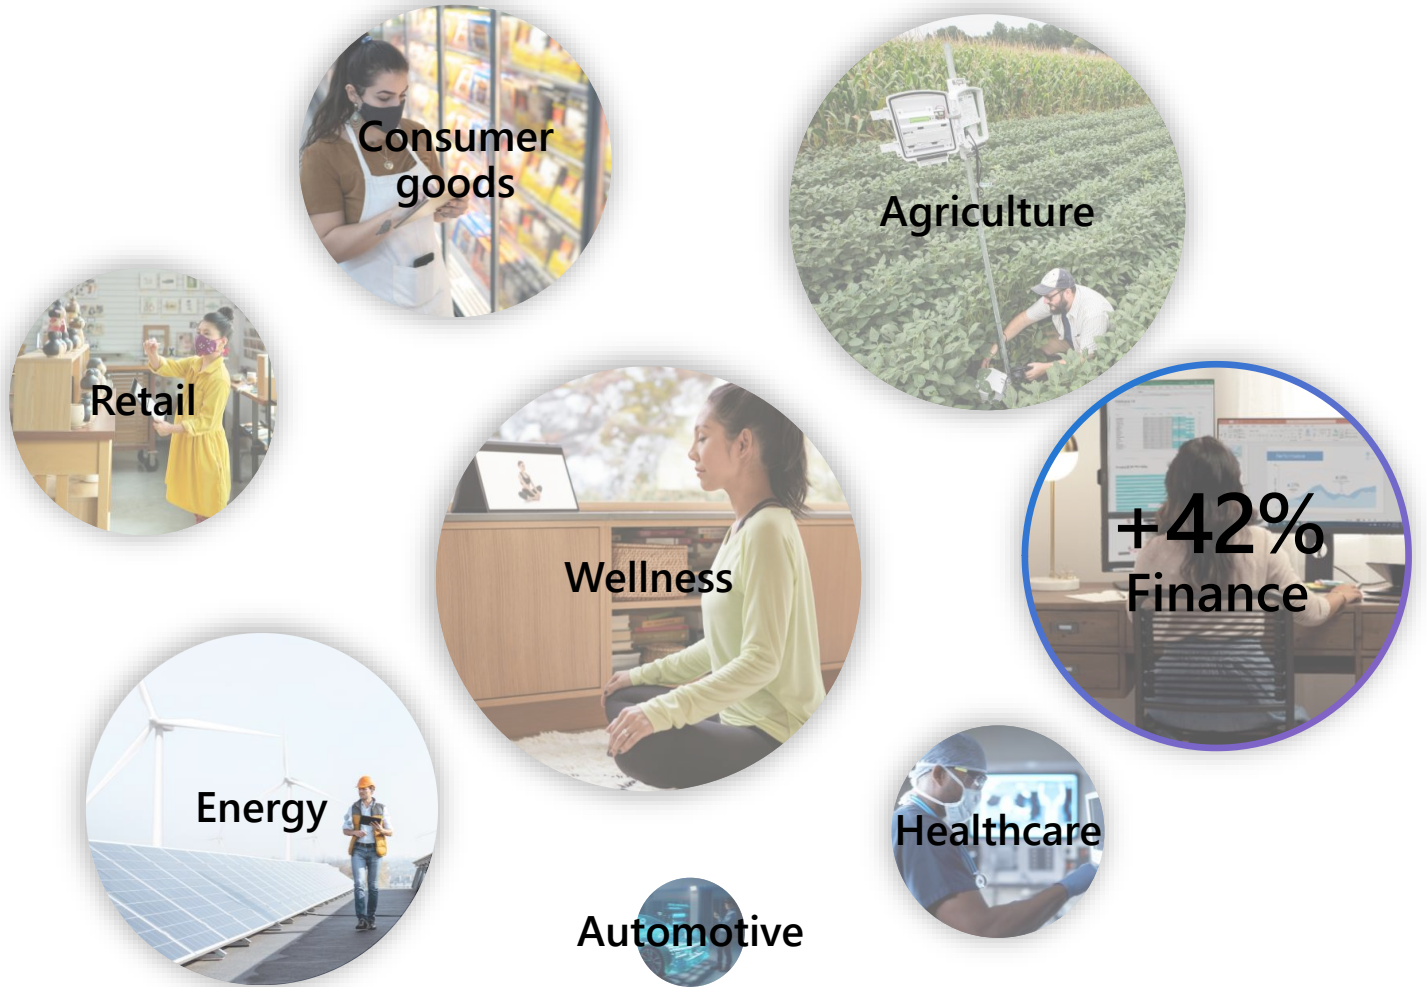 Consumer
goods
Agriculture
Retail
+42%
Finance
Wellness
Energy
Healthcare
Automotive